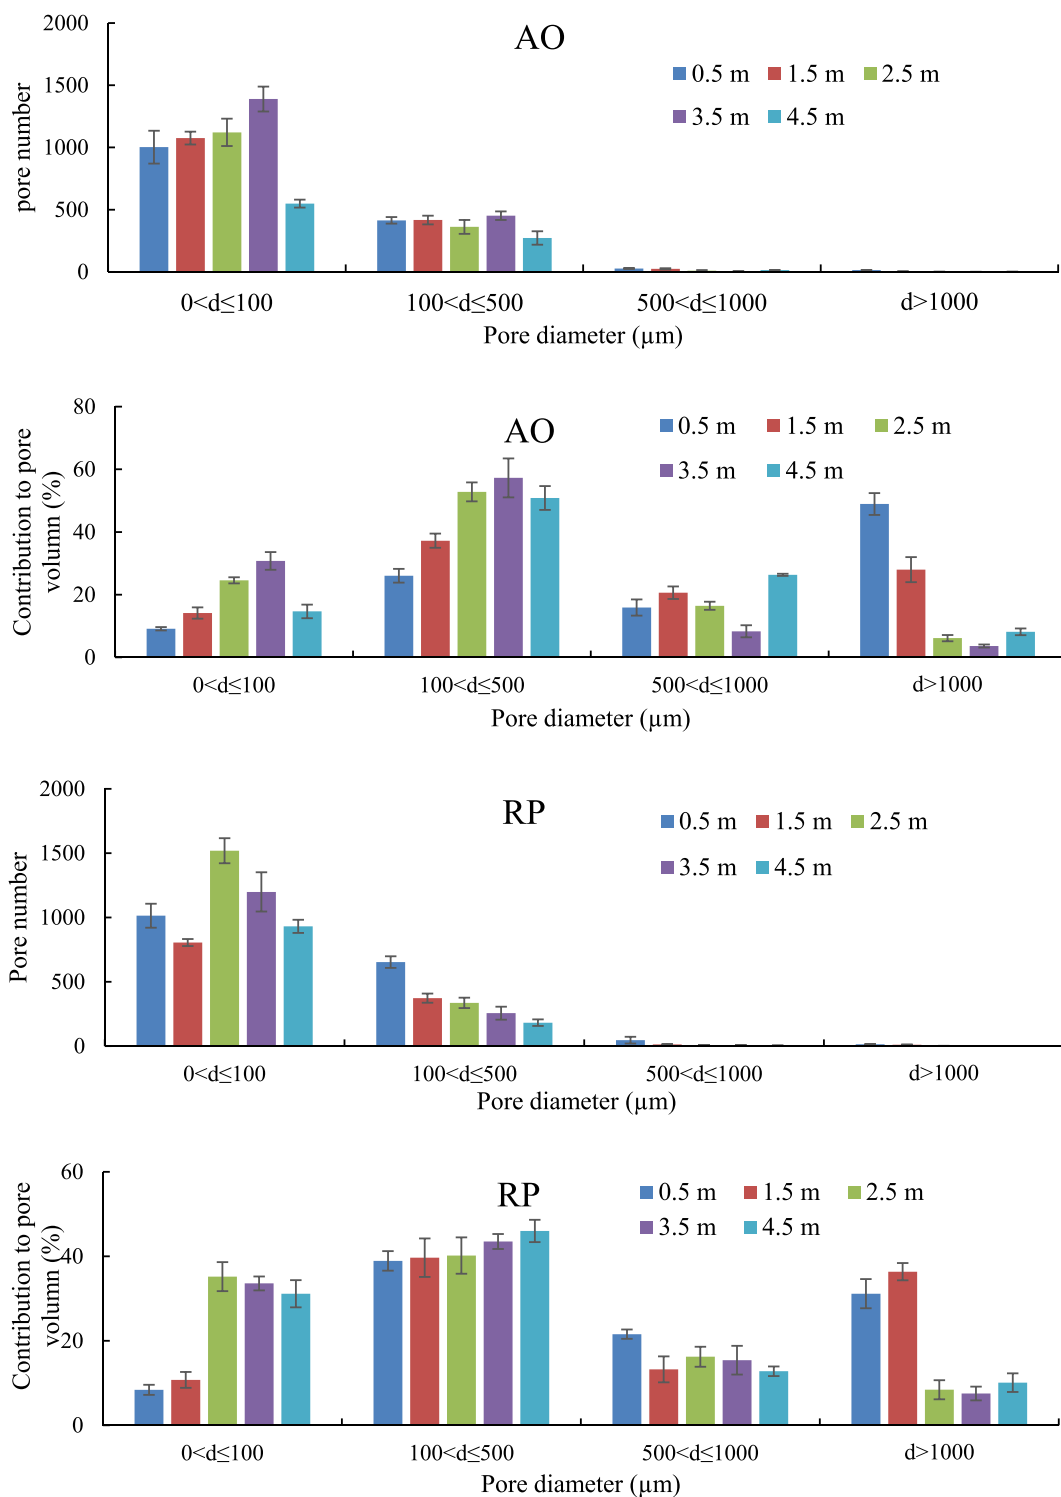 AO
2000
1500
1000
500
0
pore number
0.5 m 1.5 m 2.5 m
3.5 m 4.5 m
0<d≤100 100<d≤500 500<d≤1000 d>1000
Pore diameter (µm)
AO
80
60
40
20
0
Contribution to pore
volumn (%)
0.5 m 1.5 m 2.5 m
3.5 m 4.5 m
0<d≤100 100<d≤500 500<d≤1000 d>1000
Pore diameter (µm)
RP
2000
1500
1000
500
0
Pore number
0.5 m 1.5 m 2.5 m
3.5 m 4.5 m
0<d≤100 100<d≤500 500<d≤1000 d>1000
Pore diameter (µm)
RP
60
40
20
0
Contribution to pore
volumn (%)
0.5 m 1.5 m 2.5 m
3.5 m 4.5 m
0<d≤100 100<d≤500 500<d≤1000 d>1000
Pore diameter (µm)